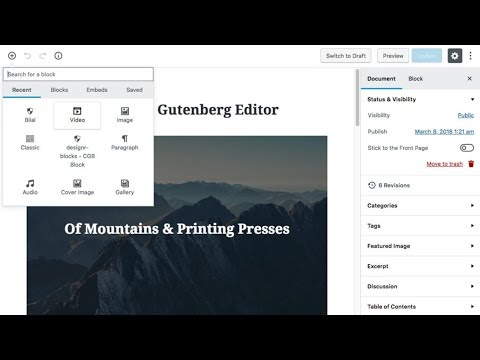 Switch to Draft
Preview
Update
Search for a block
Recent
Blocks
Embeds
Saved
Bilal
Video
Image
Classic
designr-
blocks - CGB
Block
Paragraph
Audio
Cover Image
Gallery
Gutenberg Editor
Of Mountains & Printing Presses
Document
Block
Status & Visibility
Visibility
Public
Publish
March 8, 2018 1:21 am
Stick to the Front Page
Move to trash
6 Revisions
Categories
Tags
Featured Image
Excerpt
Discussion
Table of Contents